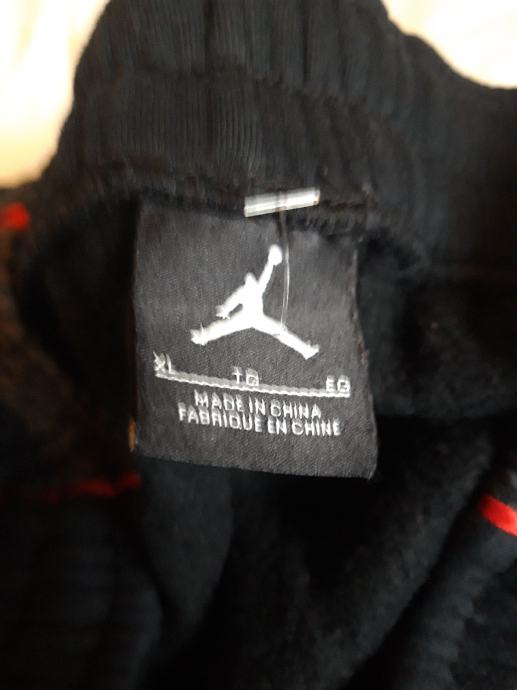 XL TG EG
MADE IN CHINA
FABRIQUE EN CHINE